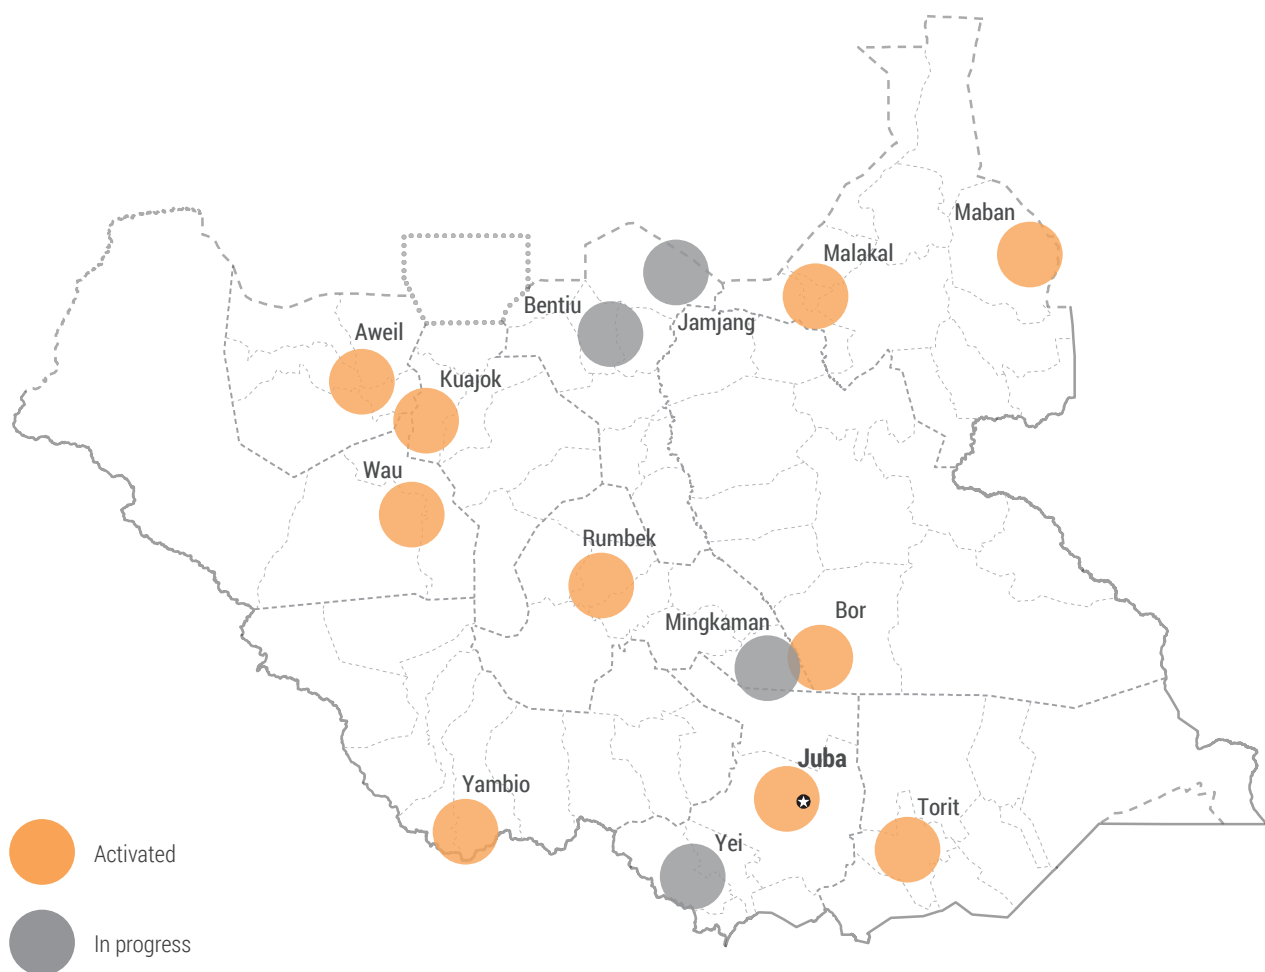 Maban
Malakal
Bentiu
Jamjang
Aweil
Kuajok
Wau
Rumbek
Bor
Mingkaman
Juba
Yambio
Torit
Yei
Activated
In progress